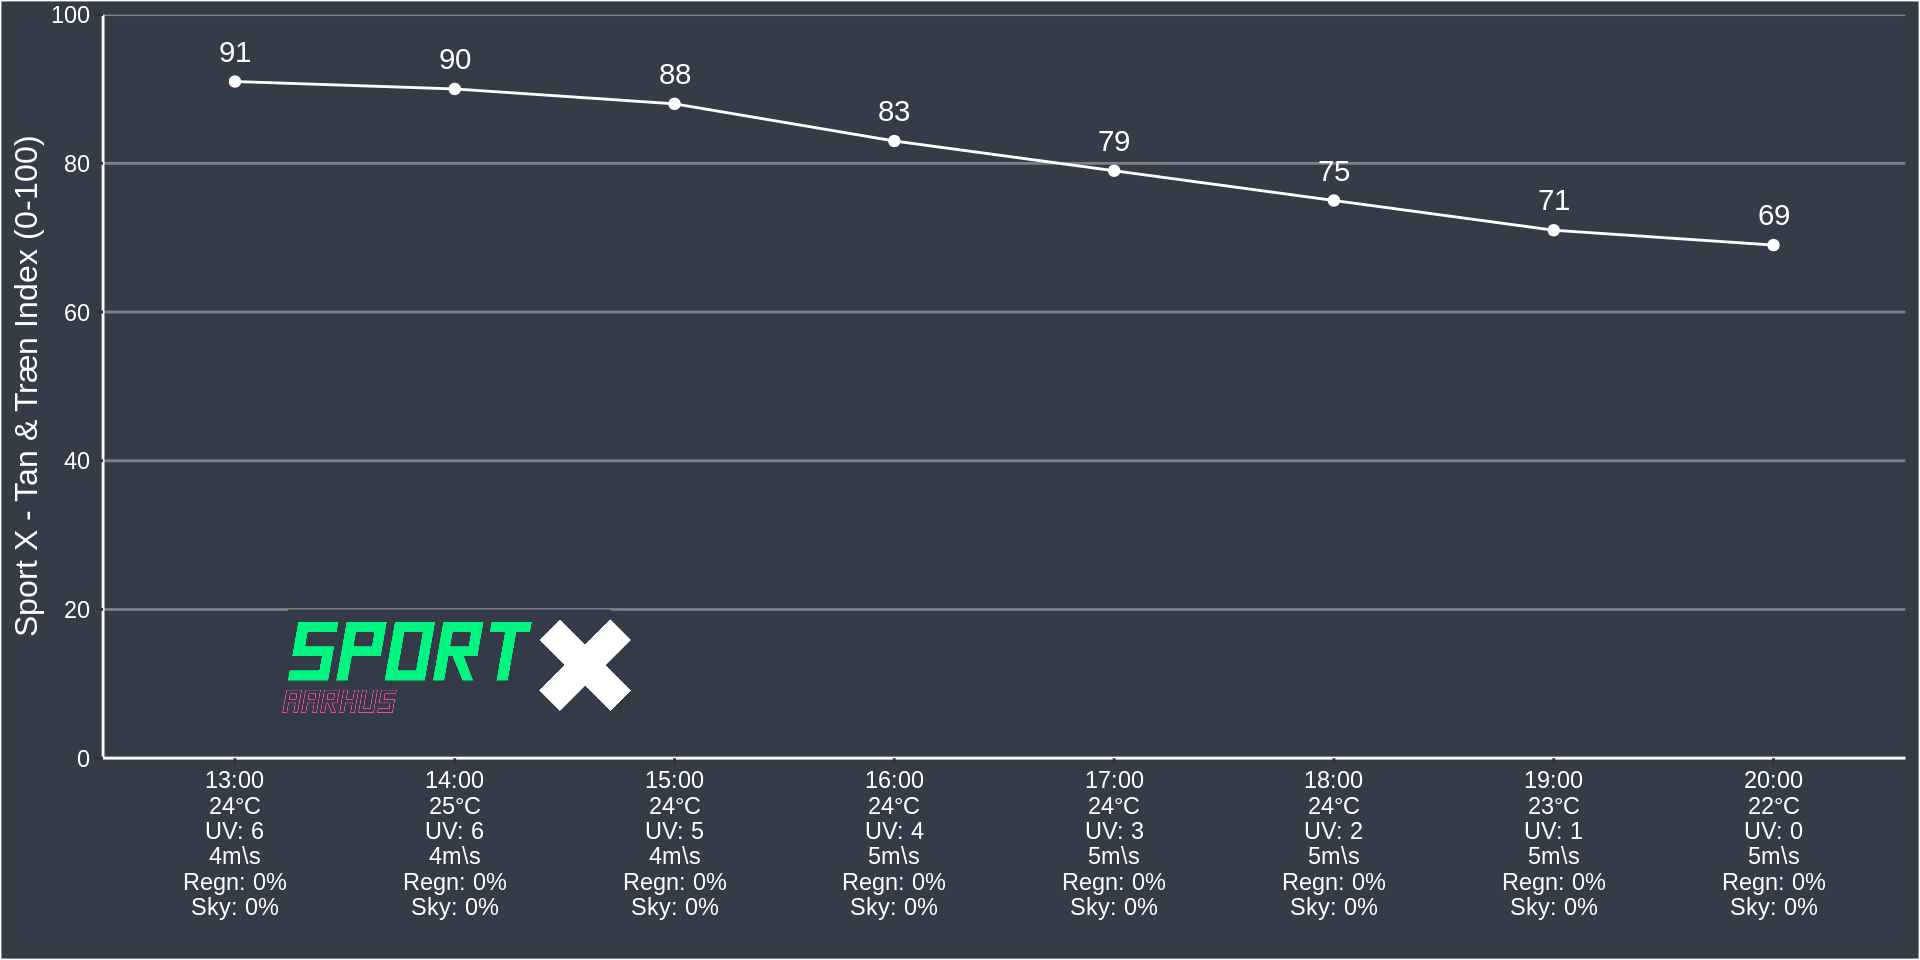 Sport X - Tan & Træn Index (0-100)
100
80
60
40
20
0
91
90
88
83
79
75
71
69
SPORT X
AARHUS
13:00 14:00 15:00 16:00 17:00 18:00 19:00 20:00
24°C 25°C 24°C 24°C 24°C 24°C 23°C 22°C
UV: 6 UV: 6 UV: 5 UV: 4 UV: 3 UV: 2 UV: 1 UV: 0
4m\s 4m\s 4m\s 5m\s 5m\s 5m\s 5m\s 5m\s
Regn: 0% Regn: 0% Regn: 0% Regn: 0% Regn: 0% Regn: 0% Regn: 0% Regn: 0%
Sky: 0% Sky: 0% Sky: 0% Sky: 0% Sky: 0% Sky: 0% Sky: 0% Sky: 0%